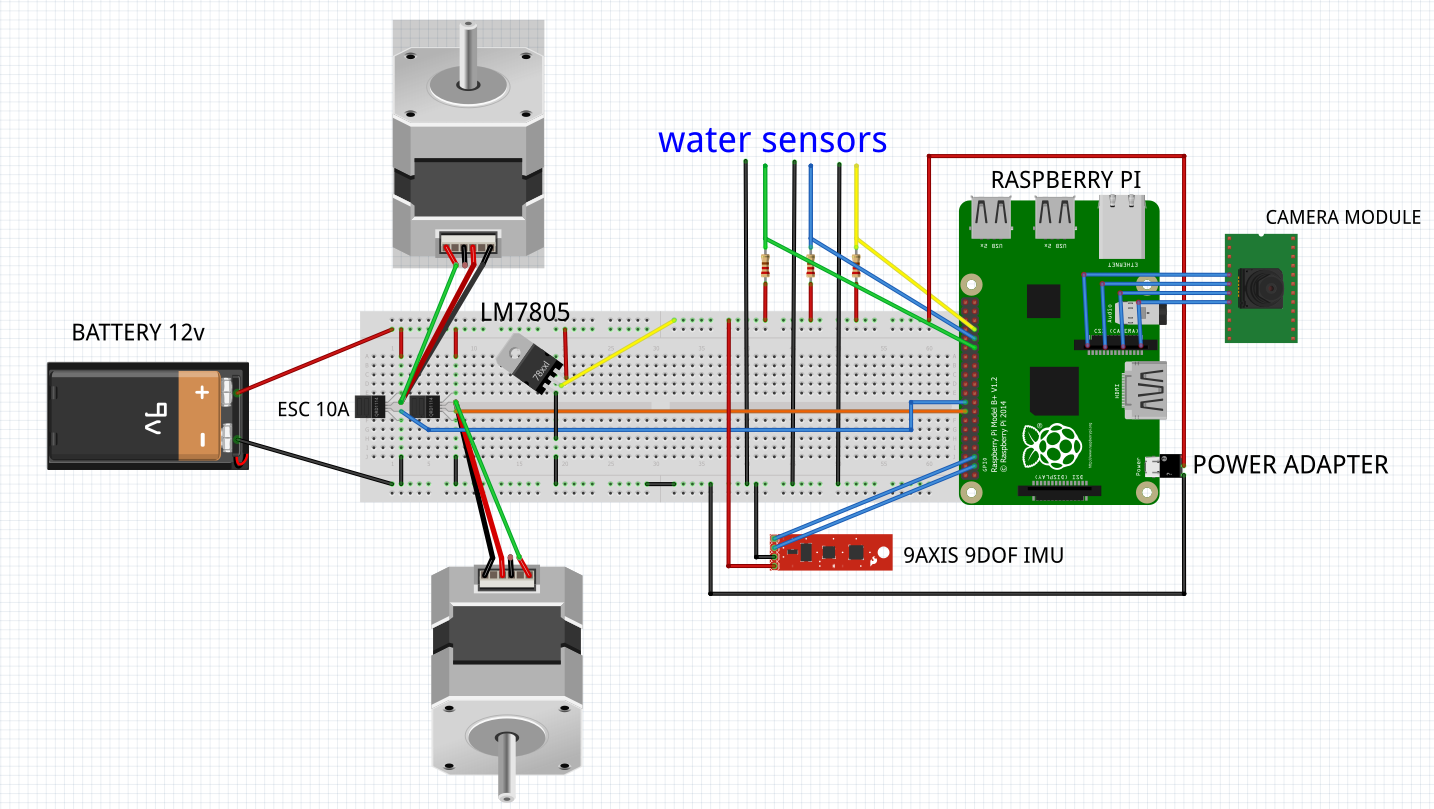 water sensors
RASPBERRY PI
CAMERA MODULE
USB 2x
USB 2x
ETHERNET
LM7805
BATTERY 12v
78xxl
Audio
CSI (CAMERA)
+
9v
-
ESC 10A
HDMI
Raspberry Pi Model B+ V1.2
© Raspberry Pi 2014
GPIO
Power
POWER ADAPTER
DSI (DISPLAY)
9AXIS 9DOF IMU